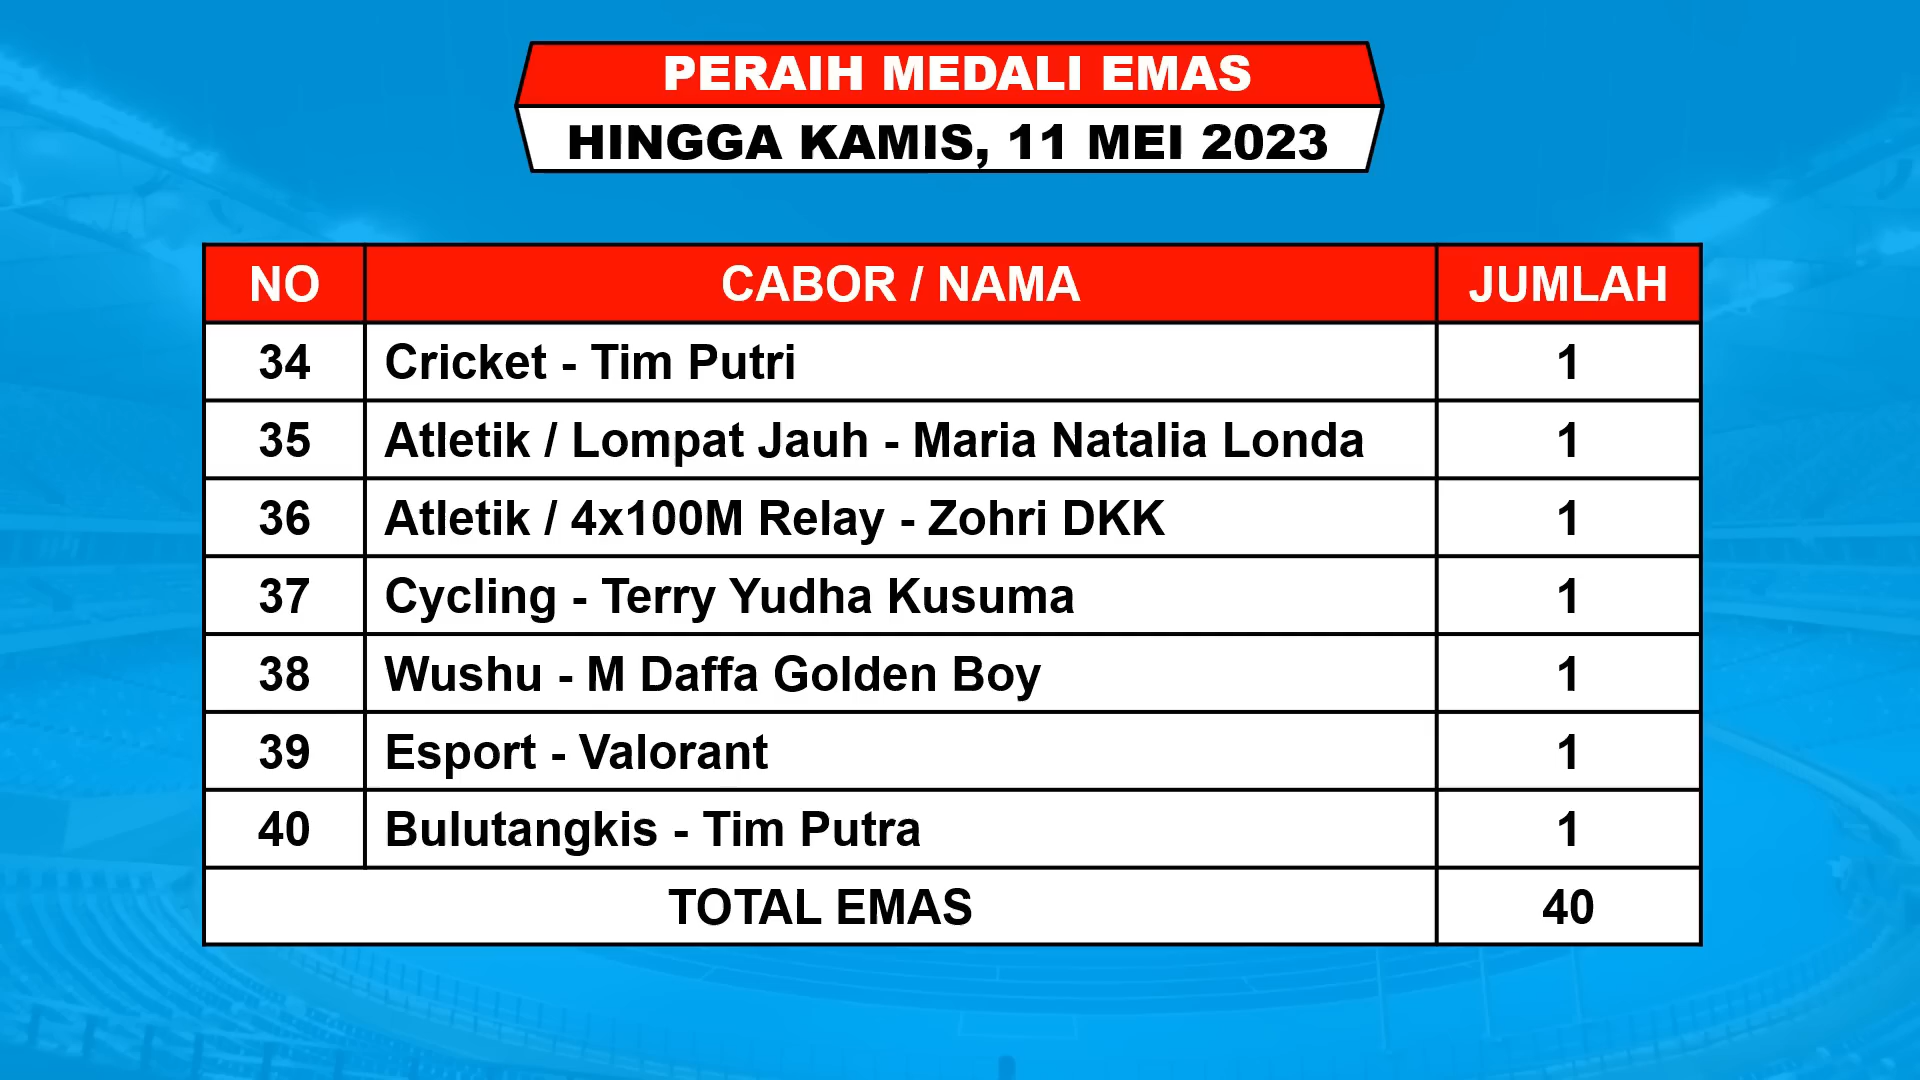 PERAIH MEDALI EMAS
HINGGA KAMIS, 11 MEI 2023
NO CABOR / NAMA JUMLAH
34 Cricket - Tim Putri 1
35 Atletik / Lompat Jauh - Maria Natalia Londa 1
36 Atletik / 4x100M Relay - Zohri DKK 1
37 Cycling - Terry Yudha Kusuma 1
38 Wushu - M Daffa Golden Boy 1
39 Esport - Valorant 1
40 Bulutangkis - Tim Putra 1
TOTAL EMAS 40